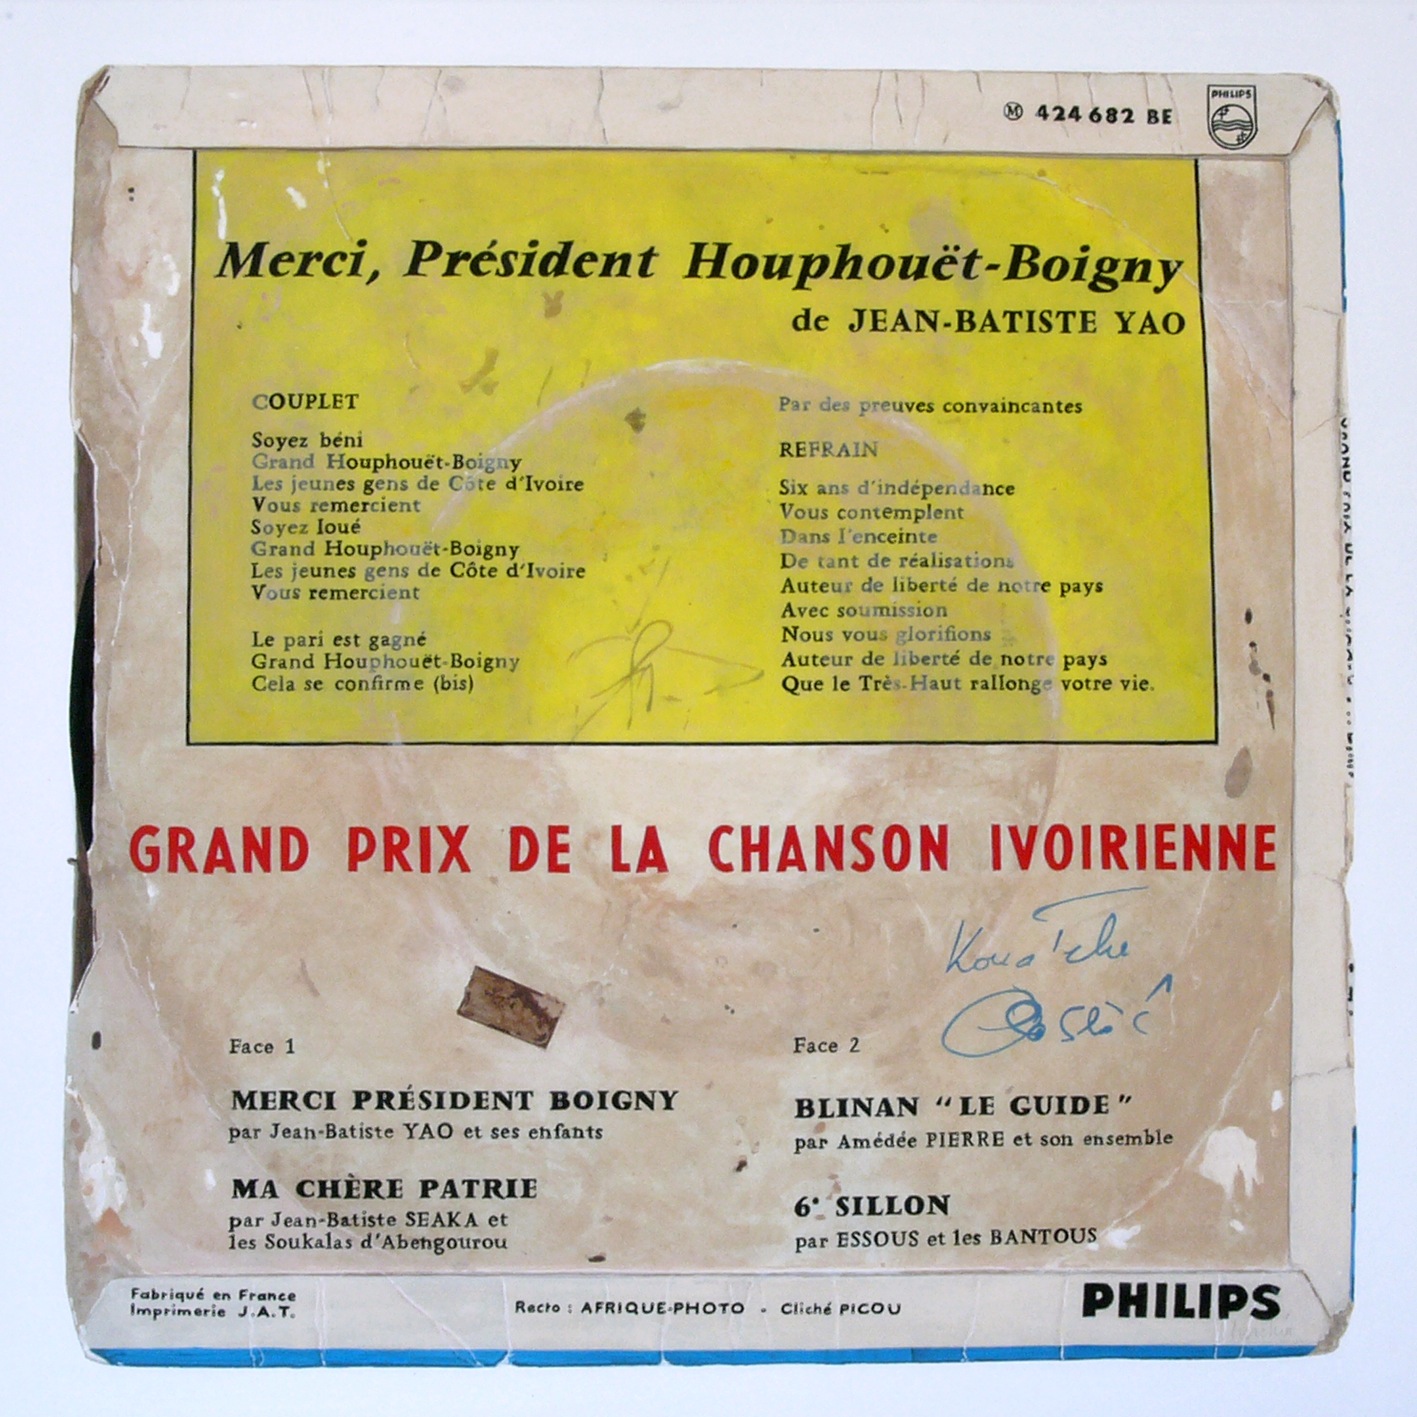 Ⓜ 424 682 BE
PHILIPS
Merci, Président Houphouët-Boigny
de JEAN-BATISTE YAO
COUPLET
Soyez béni
Grand Houphouët-Boigny
Les jeunes gens de Côte d'Ivoire
Vous remercient
Soyez loué
Grand Houphouët-Boigny
Les jeunes gens de Côte d'Ivoire
Vous remercient
Le pari est gagné
Grand Houphouët-Boigny
Cela se confirme (bis)
Par des preuves convaincantes
REFRAIN
Six ans d'indépendance
Vous contemplent
Dans l'enceinte
De tant de réalisations
Auteur de liberté de notre pays
Avec soumission
Nous vous glorifions
Auteur de liberté de notre pays
Que le Très-Haut rallonge votre vie.
GRAND PRIX DE LA CHANSON IVOIRIENNE
Face 1
MERCI PRÉSIDENT BOIGNY
par Jean-Batiste YAO et ses enfants
MA CHÈRE PATRIE
par Jean-Batiste SEAKA et
les Soukalas d'Abengourou
Face 2
BLINAN "LE GUIDE"
par Amédée PIERRE et son ensemble
6e SILLON
par ESSOUS et les BANTOUS
Fabriqué en France
Imprimerie J.A.T.
Recto : AFRIQUE-PHOTO - Cliché PICOU
PHILIPS